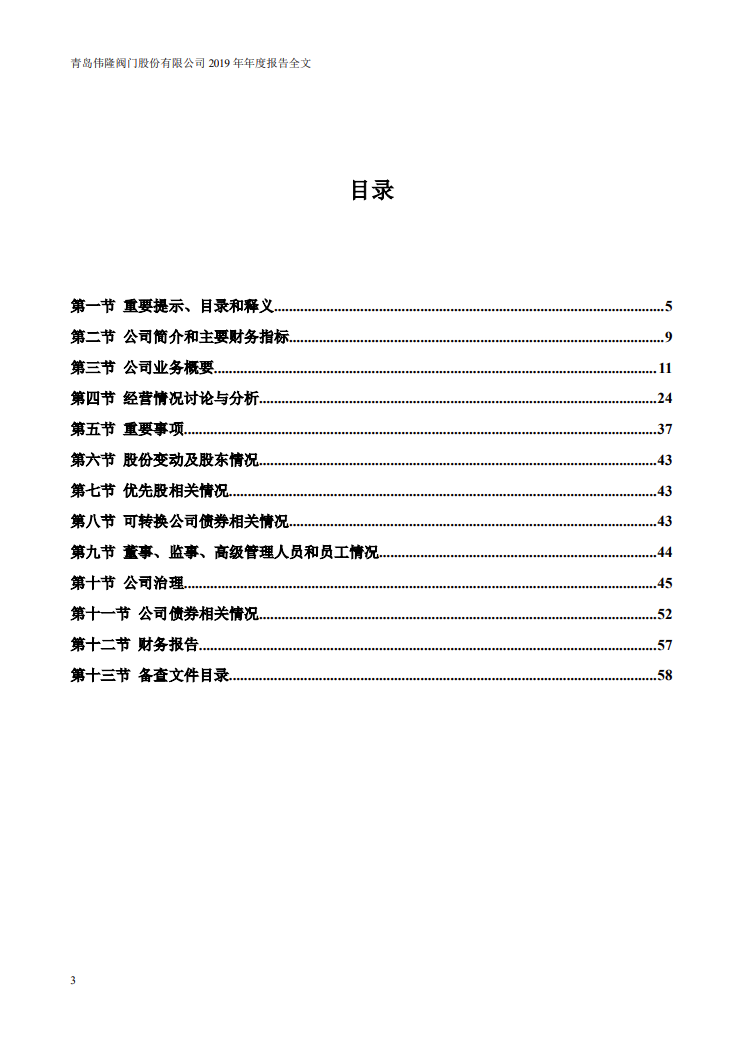 青岛伟隆阀门股份有限公司 2019 年年度报告全文
目录
第一节 重要提示、目录和释义..........5
第二节 公司简介和主要财务指标..........9
第三节 公司业务概要..........11
第四节 经营情况讨论与分析..........24
第五节 重要事项..........37
第六节 股份变动及股东情况..........43
第七节 优先股相关情况..........43
第八节 可转换公司债券相关情况..........43
第九节 董事、监事、高级管理人员和员工情况..........44
第十节 公司治理..........45
第十一节 公司债券相关情况..........52
第十二节 财务报告..........57
第十三节 备查文件目录..........58
3